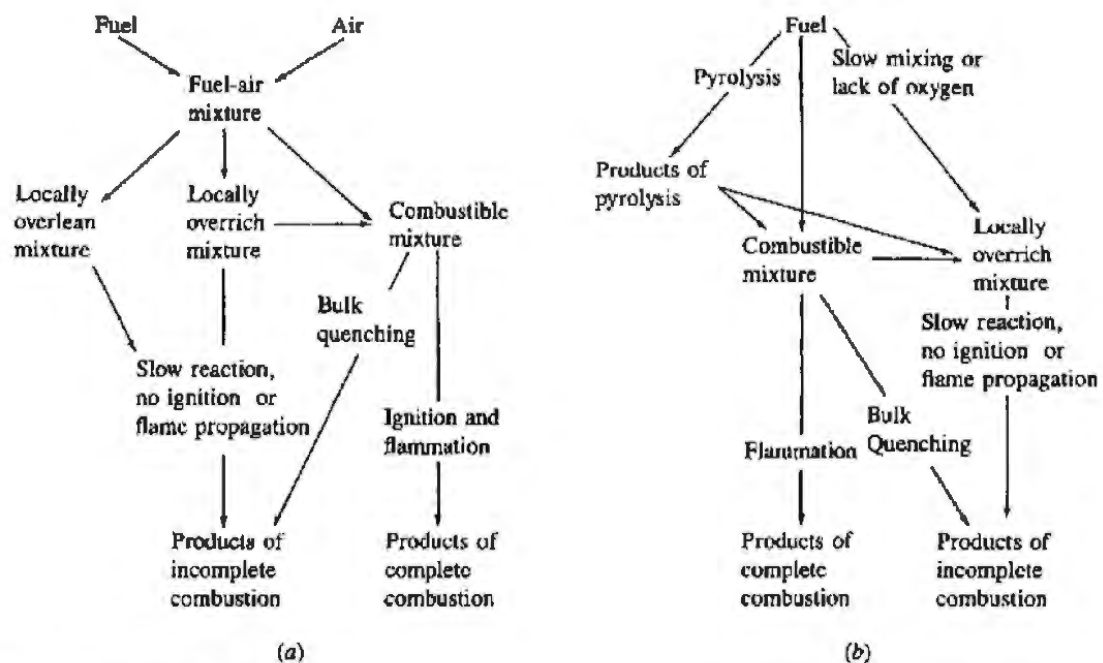 Fuel
Air
Fuel-air
mixture
Locally
overlean
mixture
Locally
overrich
mixture
Combustible
mixture
Bulk
quenching
Slow reaction,
no ignition or
flame propagation
Ignition and
flammation
Products of
incomplete
combustion
Products of
complete
combustion
(a)
Fuel
Pyrolysis
Slow mixing or
lack of oxygen
Products of
pyrolysis
Combustible
mixture
Locally
overrich
mixture
Slow reaction,
no ignition or
flame propagation
Flammation
Bulk
Quenching
Products of
complete
combustion
Products of
incomplete
combustion
(b)